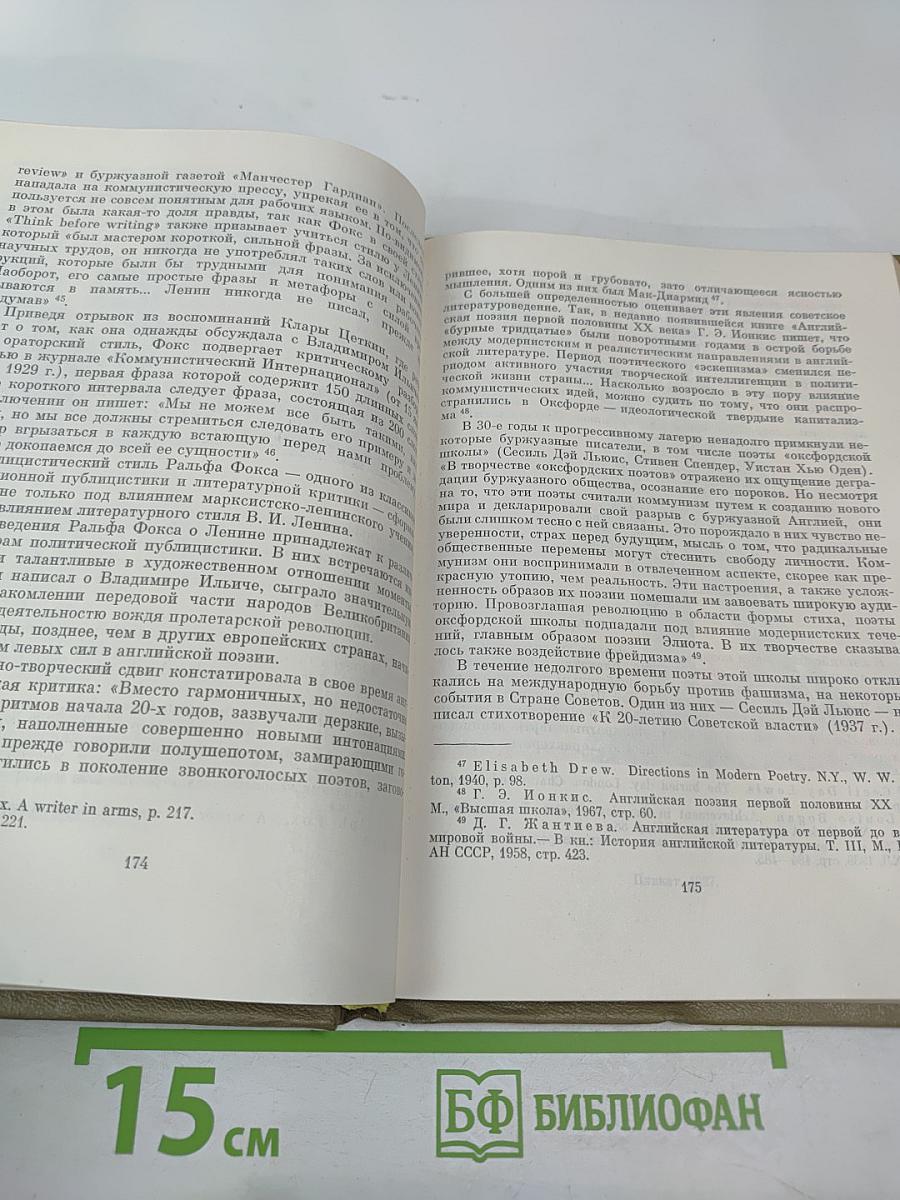 review» и буржуазной газетой «Манчестер Гардиан».
нападала на коммунистическую прессу, упрекая ее в том, что
пользуется не совсем понятным для рабочих языком. По-види
в этом была какая-то доля правды, так как Фокс в своей
«Think before writing» также призывает учиться стилю у
который «был мастером короткой, сильной фразы. За
научных трудов, он никогда не употреблял таких слов или
рукций, которые были бы трудными для понимания
Наоборот, его самые простые фразы и метафоры с силой
ываются в память... Ленин никогда не писал, прежде
думав» 45.
Приведя отрывок из воспоминаний Клары Цеткин, где
т о том, как она однажды обсуждала с Владимиром
ораторский стиль, Фокс подвергает критическому
ью в журнале «Коммунистический Интернационал» (от 15
1929 г.), первая фраза которой содержит 150 длинных
короткого интервала следует фраза, состоящая из 200
лючении он пишет: «Мы не можем все быть такими,
, но мы все должны стремиться следовать его примеру и
р вгрызаться в каждую встающую перед нами
е докопаемся до всей ее сущности» 46.
лицистический стиль Ральфа Фокса — одного из
ионной публицистики и литературной критики —
не только под влиянием марксистско-ленинского
влиянием литературного стиля В. И. Ленина.
ведения Ральфа Фокса о Ленине принадлежат к
рам политической публицистики. В них встречаются
и талантливые в художественном отношении
н написал о Владимире Ильиче, сыграло
накомлении передовой части народов Великобритании
деятельностью вождя пролетарской революции.
ды, позднее, чем в других европейских странах,
м левых сил в английской поэзии.
но-творческий сдвиг констатировала в свое время
кая критика: «Вместо гармоничных, но недостаточно
ритмов начала 20-х годов, зазвучали дерзкие,
, наполненные совершенно новыми интонациями
прежде говорили полушепотом, замирающими
тились в поколение звонкоголосых поэтов, загово-
x. A writer in arms, p. 217.
221.
174
рившее, хотя порой и грубовато, зато отличающееся ясностью
мышления. Одним из них был Мак-Диармид 47.
С большей определенностью оценивает эти явления советское
литературоведение. Так, в недавно появившейся книге «Англий-
ская поэзия первой половины XX века» Г. Э. Ионкис пишет, что
«бурные тридцатые» были поворотными годами в острой борьбе
между модернистским и реалистическим направлениями в англий-
ской литературе. Период поэтического «эскепизма» сменился пе-
риодом активного участия творческой интеллигенции в полити-
ческой жизни страны... Насколько возросло в эту пору влияние
коммунистических идей, можно судить по тому, что они распро-
странились в Оксфорде — идеологической твердыне капитализ-
ма 48.
В 30-е годы к прогрессивному лагерю ненадолго примкнули не-
которые буржуазные писатели, в том числе поэты «оксфордской
школы» (Сесиль Дэй Льюис, Стивен Спендер, Уистан Хью Оден).
«В творчестве «оксфордских поэтов» отражено их ощущение дегра-
дации буржуазного общества, осознание его пороков. Но несмотря
на то, что эти поэты считали коммунизм путем к созданию нового
мира и декларировали свой разрыв с буржуазной Англией, они
были слишком тесно с ней связаны. Это порождало в них чувство не-
уверенности, страх перед будущим, мысль о том, что радикальные
общественные перемены могут стеснить свободу личности. Ком-
мунизм они воспринимали в отвлеченном аспекте, скорее как пре-
красную утопию, чем реальность. Эти настроения, а также услож-
ненность образов их поэзии помешали им завоевать широкую ауди-
торию. Провозглашая революцию в области формы стиха, поэты
оксфордской школы подпадали под влияние модернистских тече-
ний, главным образом поэзии Элиота. В их творчестве сказыва-
лось также воздействие фрейдизма» 49.
В течение недолгого времени поэты этой школы широко откли-
кались на международную борьбу против фашизма, на некоторы
события в Стране Советов. Один из них — Сесиль Дэй Льюис — н
писал стихотворение «К 20-летию Советской власти» (1937 г.).
47 Elisabeth Drew. Directions in Modern Poetry. N.Y., W. W.
ton, 1940, p. 98.
48 Г. Э. Ионкис. Английская поэзия первой половины XX
М., «Высшая школа», 1967, стр. 60.
49 Д. Г. Жантиева. Английская литература от первой до в
мировой войны.— В кн.: История английской литературы. Т. III, М.,
АН СССР, 1958, стр. 423.
175
15 см
БФ БИБЛИОФАН